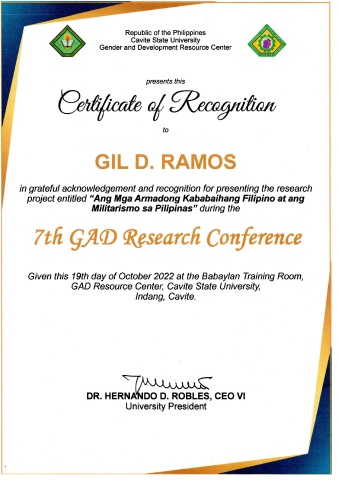 Republic of the Philippines
Cavite State University
Gender and Development Resource Center
presents this
Certificate of Recognition
to
GIL D. RAMOS
in grateful acknowledgement and recognition for presenting the research
project entitled “Ang Mga Armadong Kababaihang Filipino at ang
Militarismo sa Pilipinas” during the
7th GAD Research Conference
Given this 19th day of October 2022 at the Babaylan Training Room,
GAD Resource Center, Cavite State University,
Indang, Cavite.
DR. HERNANDO D. ROBLES, CEO VI
University President